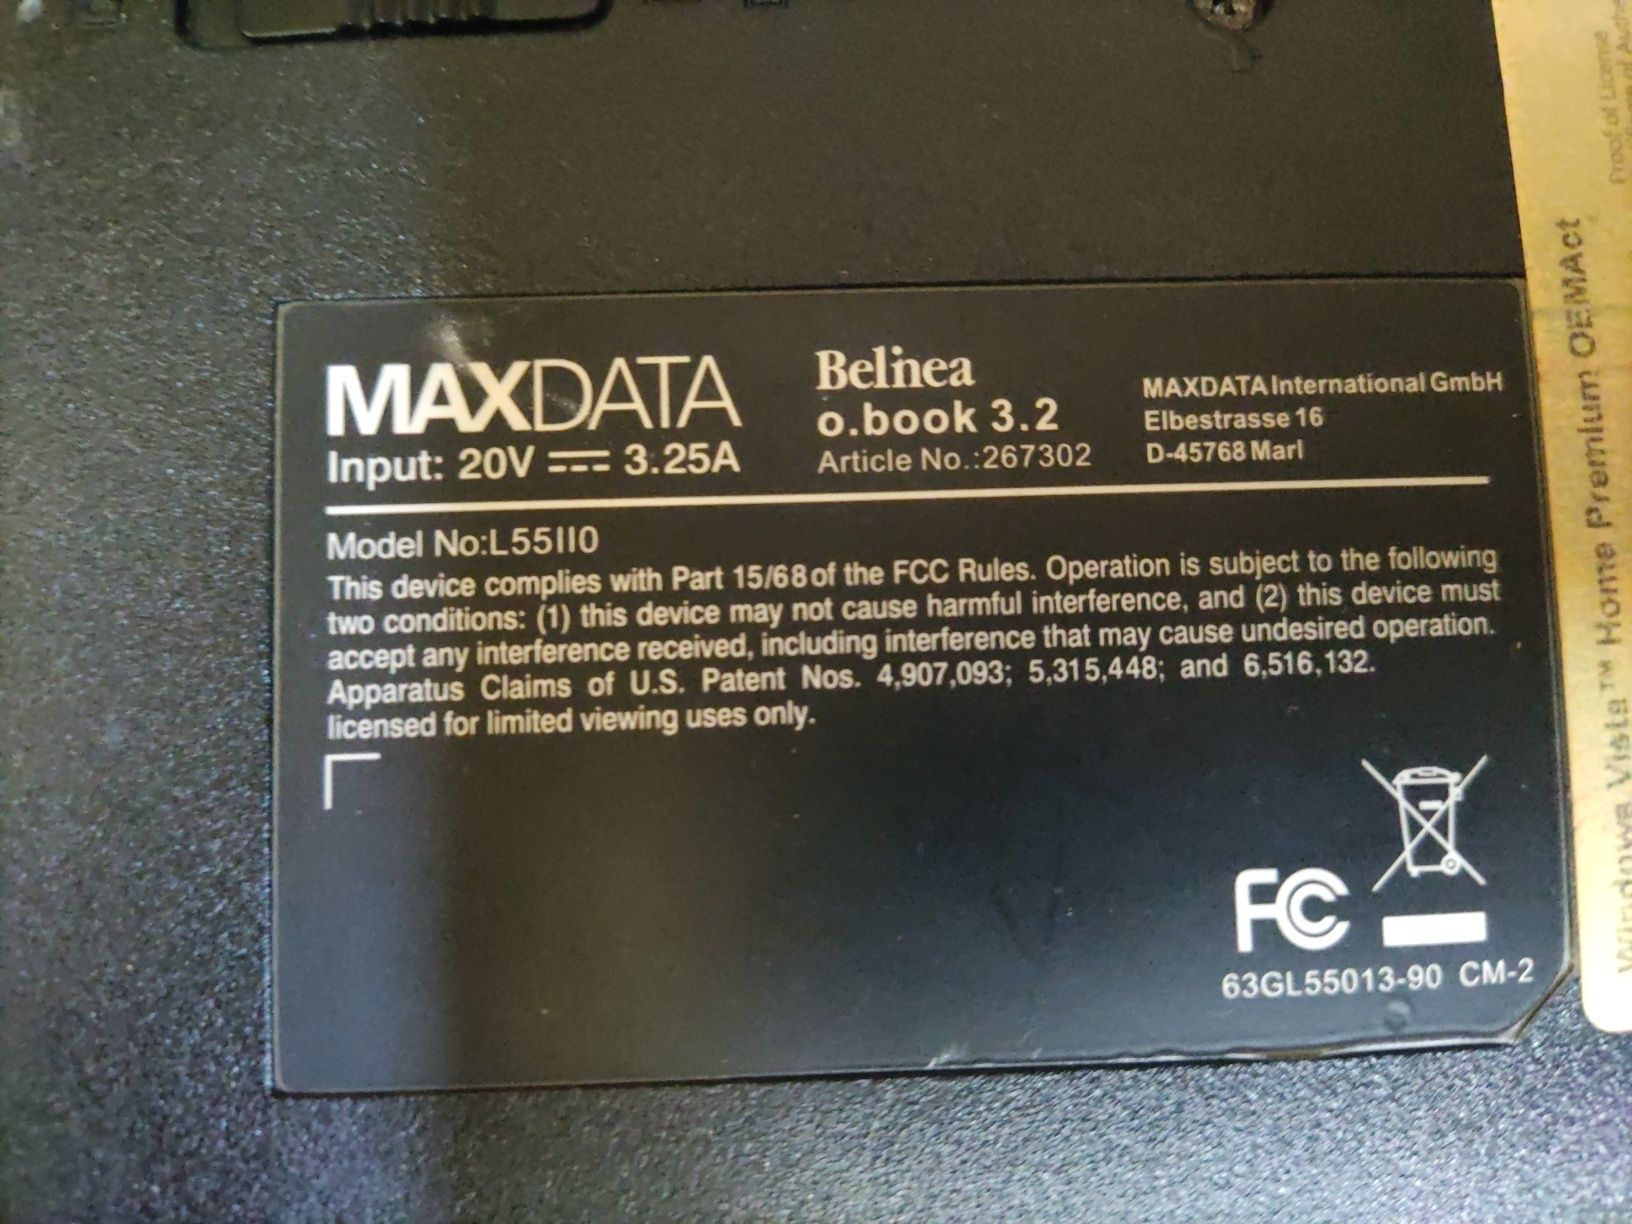 MAXDATA
Input: 20V 3.25A
Belinea
o.book 3.2
Article No.:267302
MAXDATA International GmbH
Elbestrasse 16
D-45768 Marl
Model No:L55II0
This device complies with Part 15/68 of the FCC Rules. Operation is subject to the following
two conditions: (1) this device may not cause harmful interference, and (2) this device must
accept any interference received, including interference that may cause undesired operation.
Apparatus Claims of U.S. Patent Nos. 4,907,093; 5,315,448; and 6,516,132.
licensed for limited viewing uses only.
FC
63GL55013-90 CM-2
Windows Vista™ Home Premium OEMAct
Proof of License